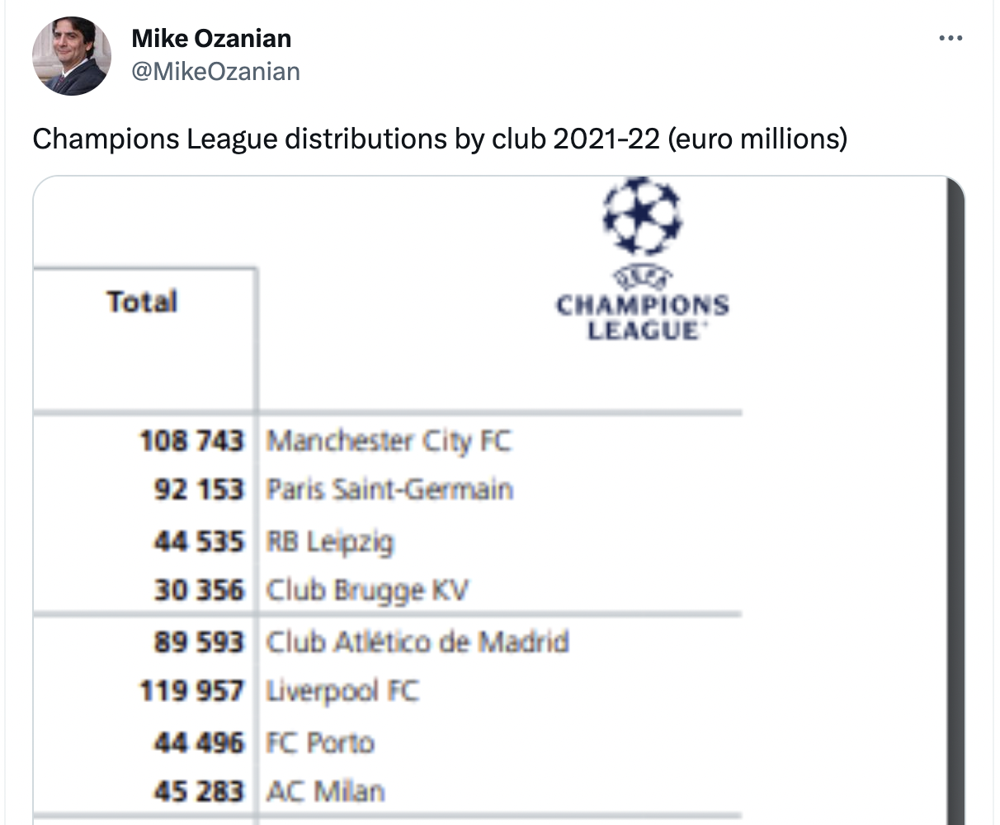 Mike Ozanian
@MikeOzanian
Champions League distributions by club 2021-22 (euro millions)
UEFA
CHAMPIONS
LEAGUE
Total
108 743 Manchester City FC
92 153 Paris Saint-Germain
44 535 RB Leipzig
30 356 Club Brugge KV
89 593 Club Atlético de Madrid
119 957 Liverpool FC
44 496 FC Porto
45 283 AC Milan